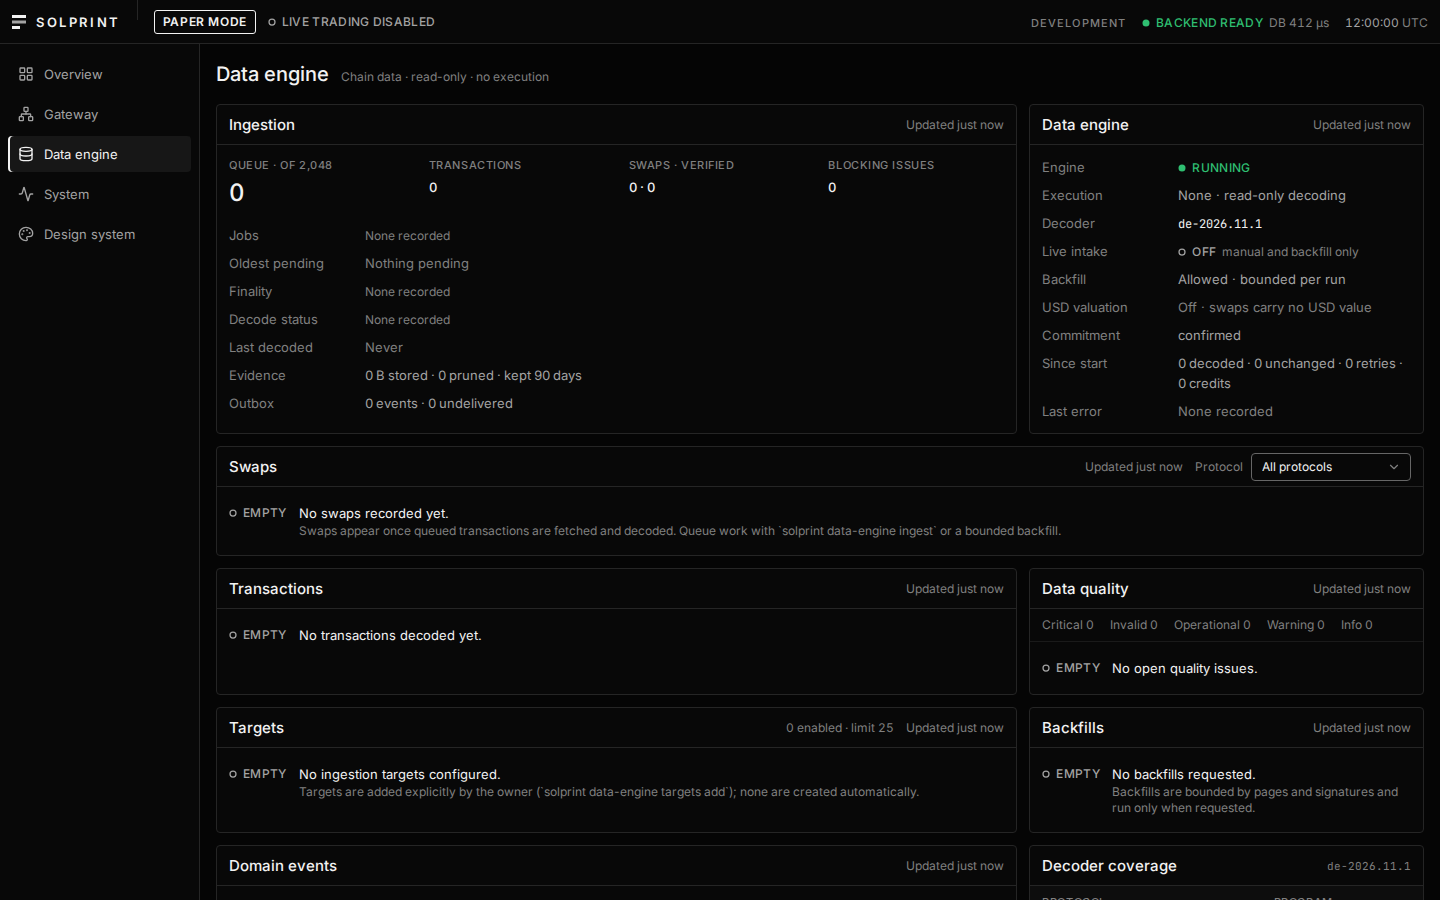 SOLPRINT
PAPER MODE
LIVE TRADING DISABLED
DEVELOPMENT
BACKEND READY DB 412 µs
12:00:00 UTC
Overview
Gateway
Data engine
System
Design system
Data engine
Chain data · read-only · no execution
Ingestion
Updated just now
QUEUE · OF 2,048
TRANSACTIONS
SWAPS · VERIFIED
BLOCKING ISSUES
0
0
0 · 0
0
Jobs None recorded
Oldest pending Nothing pending
Finality None recorded
Decode status None recorded
Last decoded Never
Evidence 0 B stored · 0 pruned · kept 90 days
Outbox 0 events · 0 undelivered
Data engine
Updated just now
Engine RUNNING
Execution None · read-only decoding
Decoder de-2026.11.1
Live intake OFF manual and backfill only
Backfill Allowed · bounded per run
USD valuation Off · swaps carry no USD value
Commitment confirmed
Since start 0 decoded · 0 unchanged · 0 retries ·
0 credits
Last error None recorded
Swaps
Updated just now
Protocol
All protocols
EMPTY No swaps recorded yet.
Swaps appear once queued transactions are fetched and decoded. Queue work with `solprint data-engine ingest` or a bounded backfill.
Transactions
Updated just now
EMPTY No transactions decoded yet.
Data quality
Updated just now
Critical 0 Invalid 0 Operational 0 Warning 0 Info 0
EMPTY No open quality issues.
Targets
0 enabled · limit 25
Updated just now
EMPTY No ingestion targets configured.
Targets are added explicitly by the owner (`solprint data-engine targets add`); none are created automatically.
Backfills
Updated just now
EMPTY No backfills requested.
Backfills are bounded by pages and signatures and
run only when requested.
Domain events
Updated just now
Decoder coverage
de-2026.11.1
PROTOCOL PROGRAM